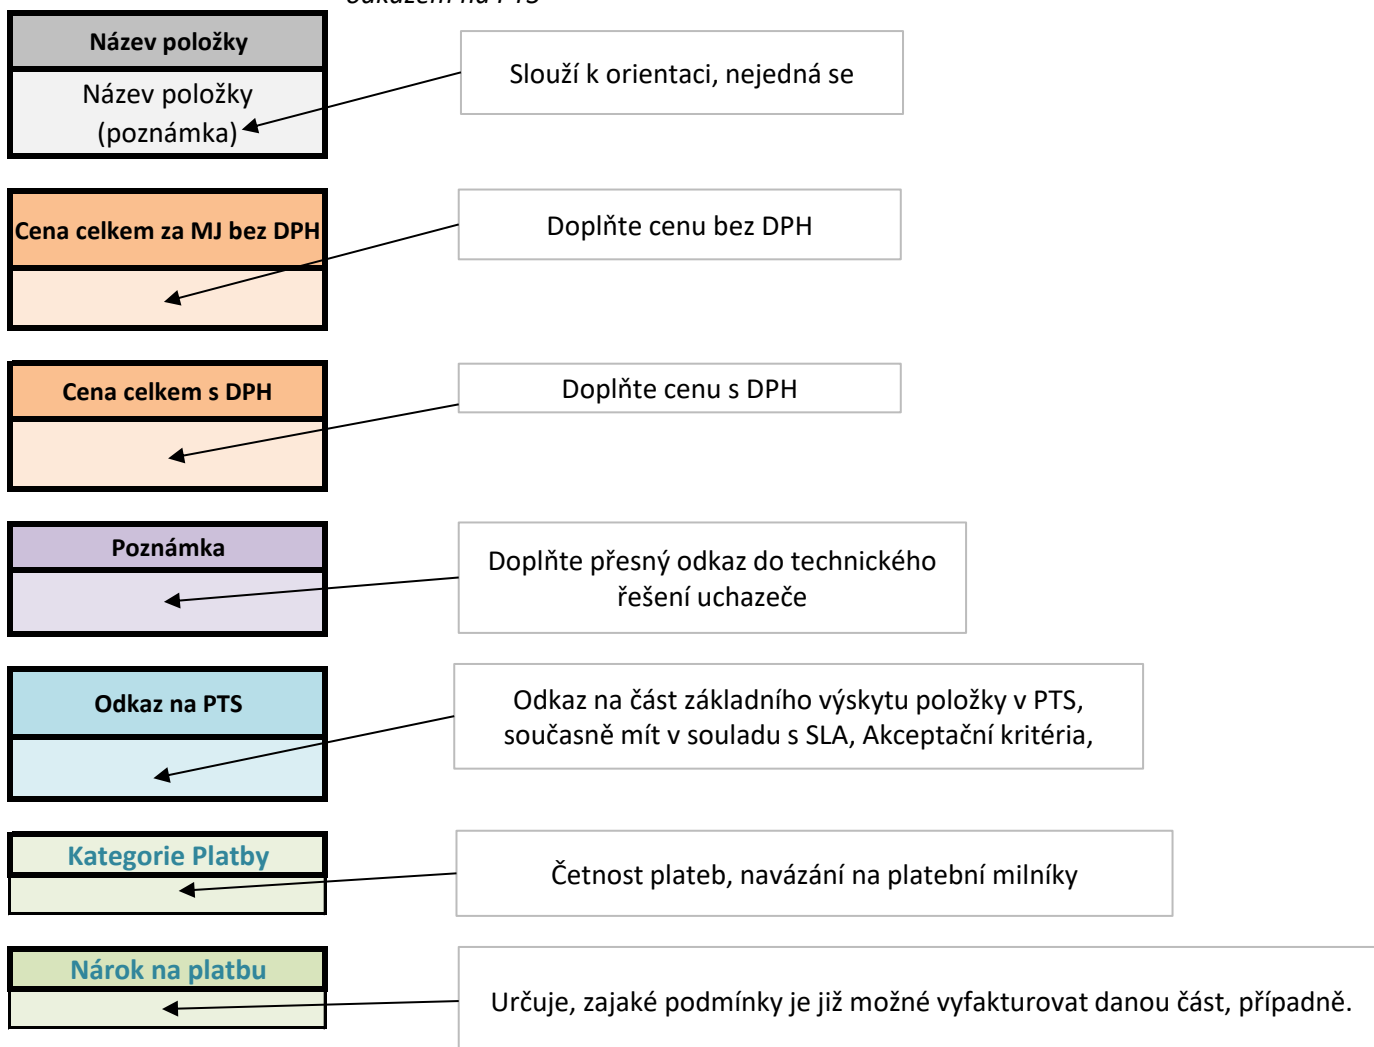 odkazem na PTS
Název položky
Název položky
(poznámka)
Slouží k orientaci, nejedná se
Cena celkem za MJ bez DPH
Doplňte cenu bez DPH
Cena celkem s DPH
Doplňte cenu s DPH
Poznámka
Doplňte přesný odkaz do technického
řešení uchazeče
Odkaz na PTS
Odkaz na část základního výskytu položky v PTS,
současně mít v souladu s SLA, Akceptační kritéria,
Kategorie Platby
Četnost plateb, navázání na platební milníky
Nárok na platbu
Určuje, zajaké podmínky je již možné vyfakturovat danou část, případně.